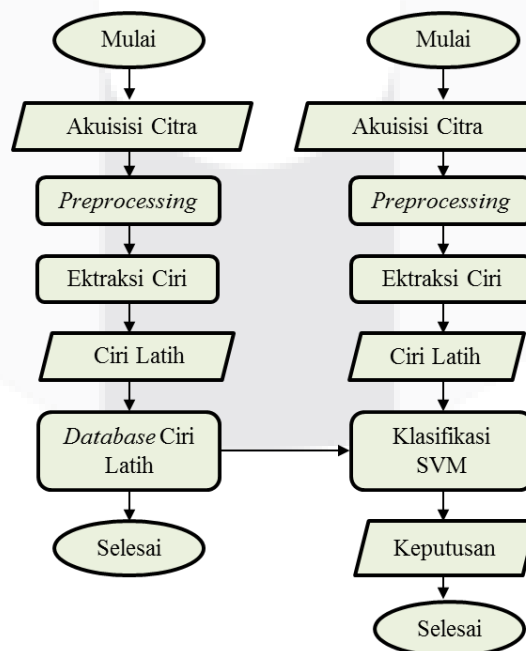 Mulai
Akuisisi Citra
Preprocessing
Ektraksi Ciri
Ciri Latih
Database Ciri
Latih
Selesai
Mulai
Akuisisi Citra
Preprocessing
Ektraksi Ciri
Ciri Latih
Klasifikasi
SVM
Keputusan
Selesai